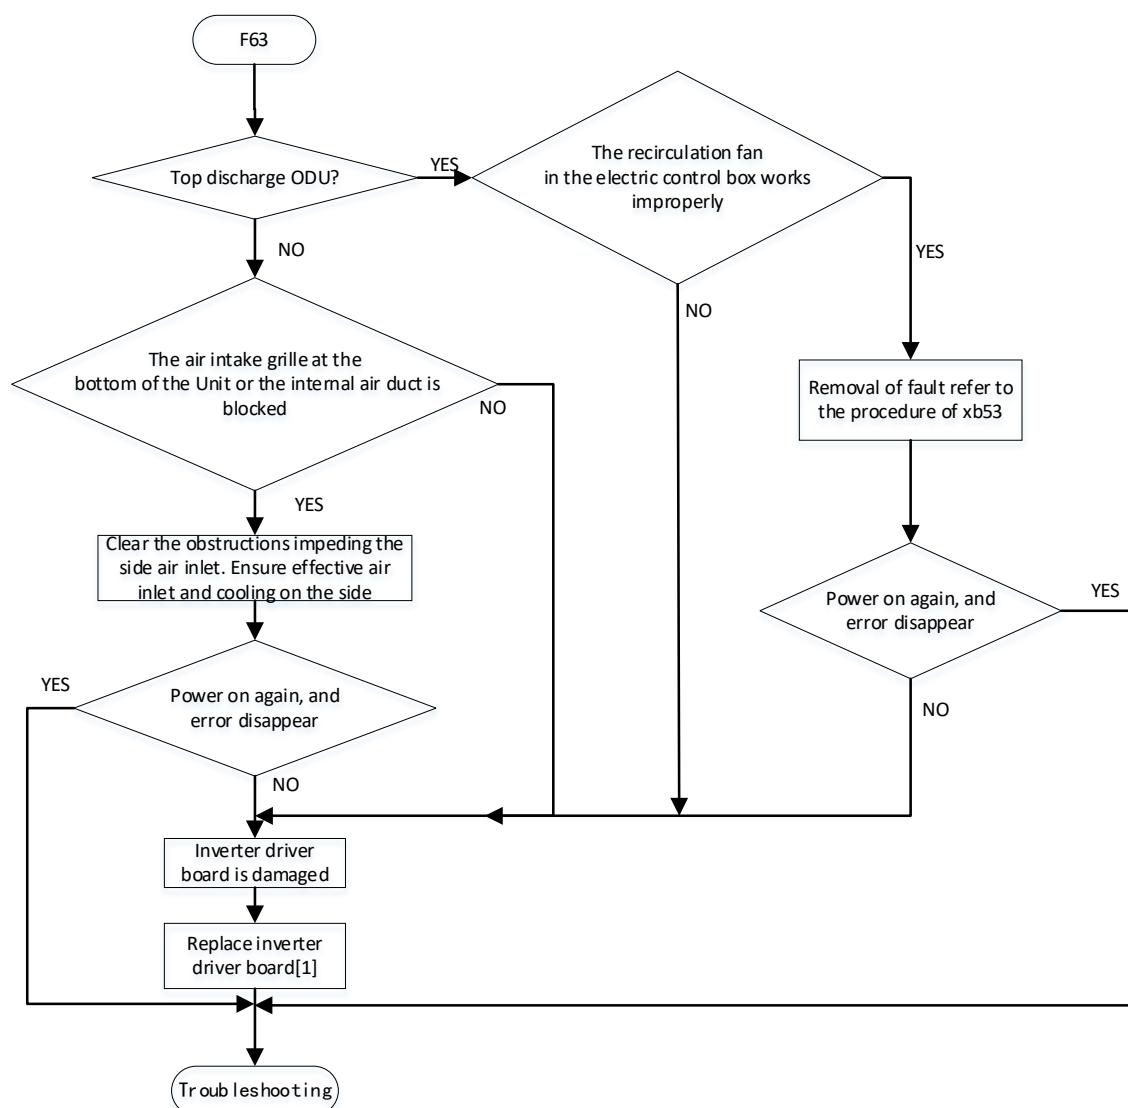 F63
Top discharge ODU?
YES
The recirculation fan
in the electric control box works
improperly
YES
NO
NO
The air intake grille at the
bottom of the Unit or the internal air duct is
blocked
NO
Removal of fault refer to
the procedure of xb53
YES
Clear the obstructions impeding the
side air inlet. Ensure effective air
inlet and cooling on the side
Power on again, and
error disappear
YES
YES
Power on again, and
error disappear
NO
NO
Inverter driver
board is damaged
Replace inverter
driver board[1]
Troubleshooting